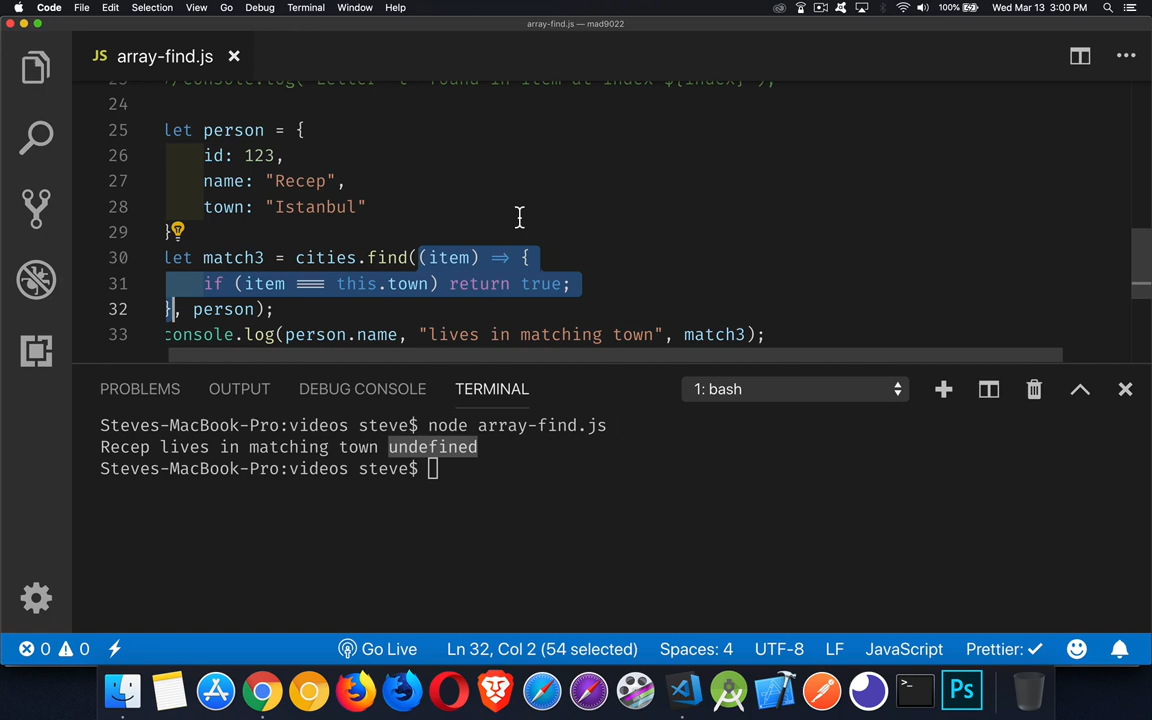 Code File Edit Selection View Go Debug Terminal Window Help 100% Wed Mar 13 3:00 PM
array-find.js — mad9022
JS array-find.js
24
25 let person = {
26 id: 123,
27 name: "Recep",
28 town: "Istanbul"
29 }
30 let match3 = cities.find((item) => {
31 if (item === this.town) return true;
32 }, person);
33 console.log(person.name, "lives in matching town", match3);
PROBLEMS OUTPUT DEBUG CONSOLE TERMINAL 1: bash
Steves-MacBook-Pro:videos steve$ node array-find.js
Recep lives in matching town undefined
Steves-MacBook-Pro:videos steve$
0 0 Go Live Ln 32, Col 2 (54 selected) Spaces: 4 UTF-8 LF JavaScript Prettier: ✓
Ps